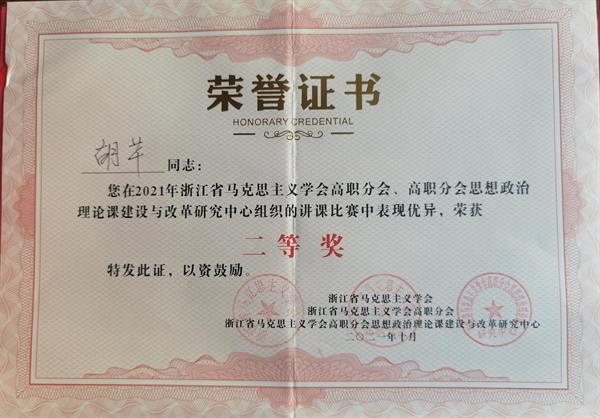 荣誉证书
HONORARY CREDENTIAL
胡芊 同志：
您在2021年浙江省马克思主义学会高职分会、高职分会思想政治
理论课建设与改革研究中心组织的讲课比赛中表现优异，荣获
二等奖
特发此证，以资鼓励。
浙江省马克思主义学会
浙江省马克思主义学会高职分会
浙江省马克思主义学会高职分会思想政治理论课建设与改革研究中心
二〇二一年十月